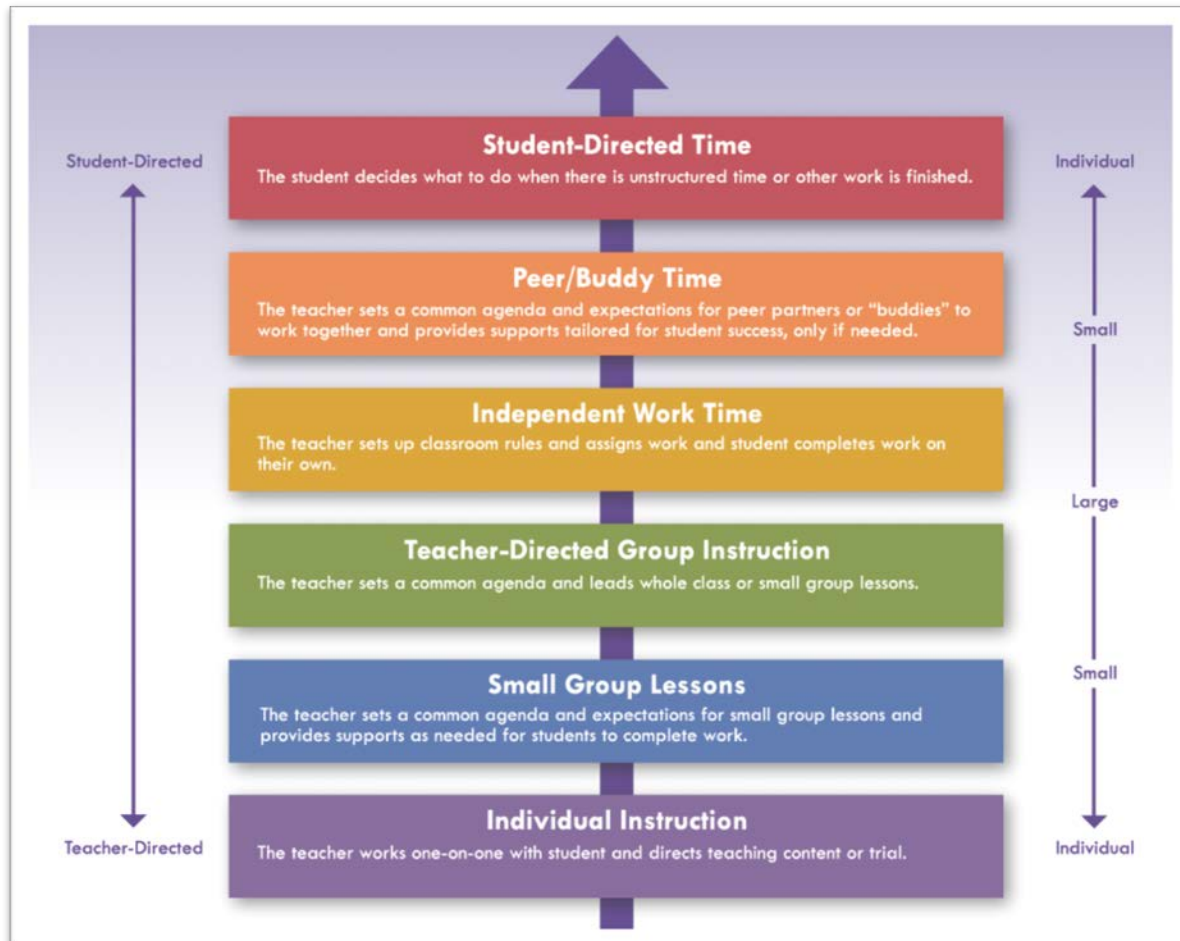 Student-Directed Time
Student-Directed
Individual
The student decides what to do when there is unstructured time or other work is finished.
Peer/Buddy Time
The teacher sets a common agenda and expectations for peer partners or “buddies” to
work together and provides supports tailored for student success, only if needed.
Small
Independent Work Time
The teacher sets up classroom rules and assigns work and student completes work on
their own.
Large
Teacher-Directed Group Instruction
The teacher sets a common agenda and leads whole class or small group lessons.
Small Group Lessons
Small
The teacher sets a common agenda and expectations for small group lessons and
provides supports as needed for students to complete work.
Individual Instruction
Teacher-Directed
Individual
The teacher works one-on-one with student and directs teaching content or trial.